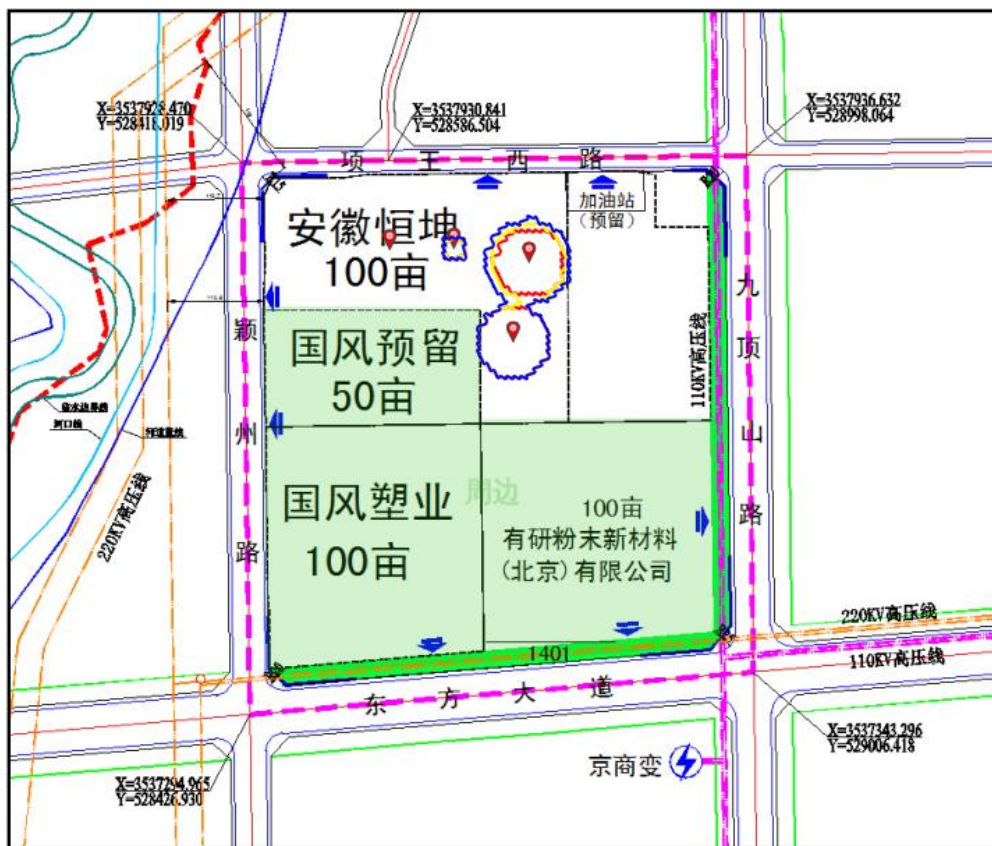 X=3537928.470
Y=528418.019
X=3537930.841
Y=528586.504
X=3537936.632
Y=528998.064
项王西路
加油站
(预留)
安徽恒坤
100亩
九顶山路
110KV高压线
国风预留
50亩
颍州路
河口线
220KV高压线
国风塑业
100亩
周边
100亩
有研粉末新材料
(北京)有限公司
220KV高压线
110KV高压线
1401
东方大道
X=3537343.296
Y=529006.418
京商变
X=3537294.965
Y=528426.930